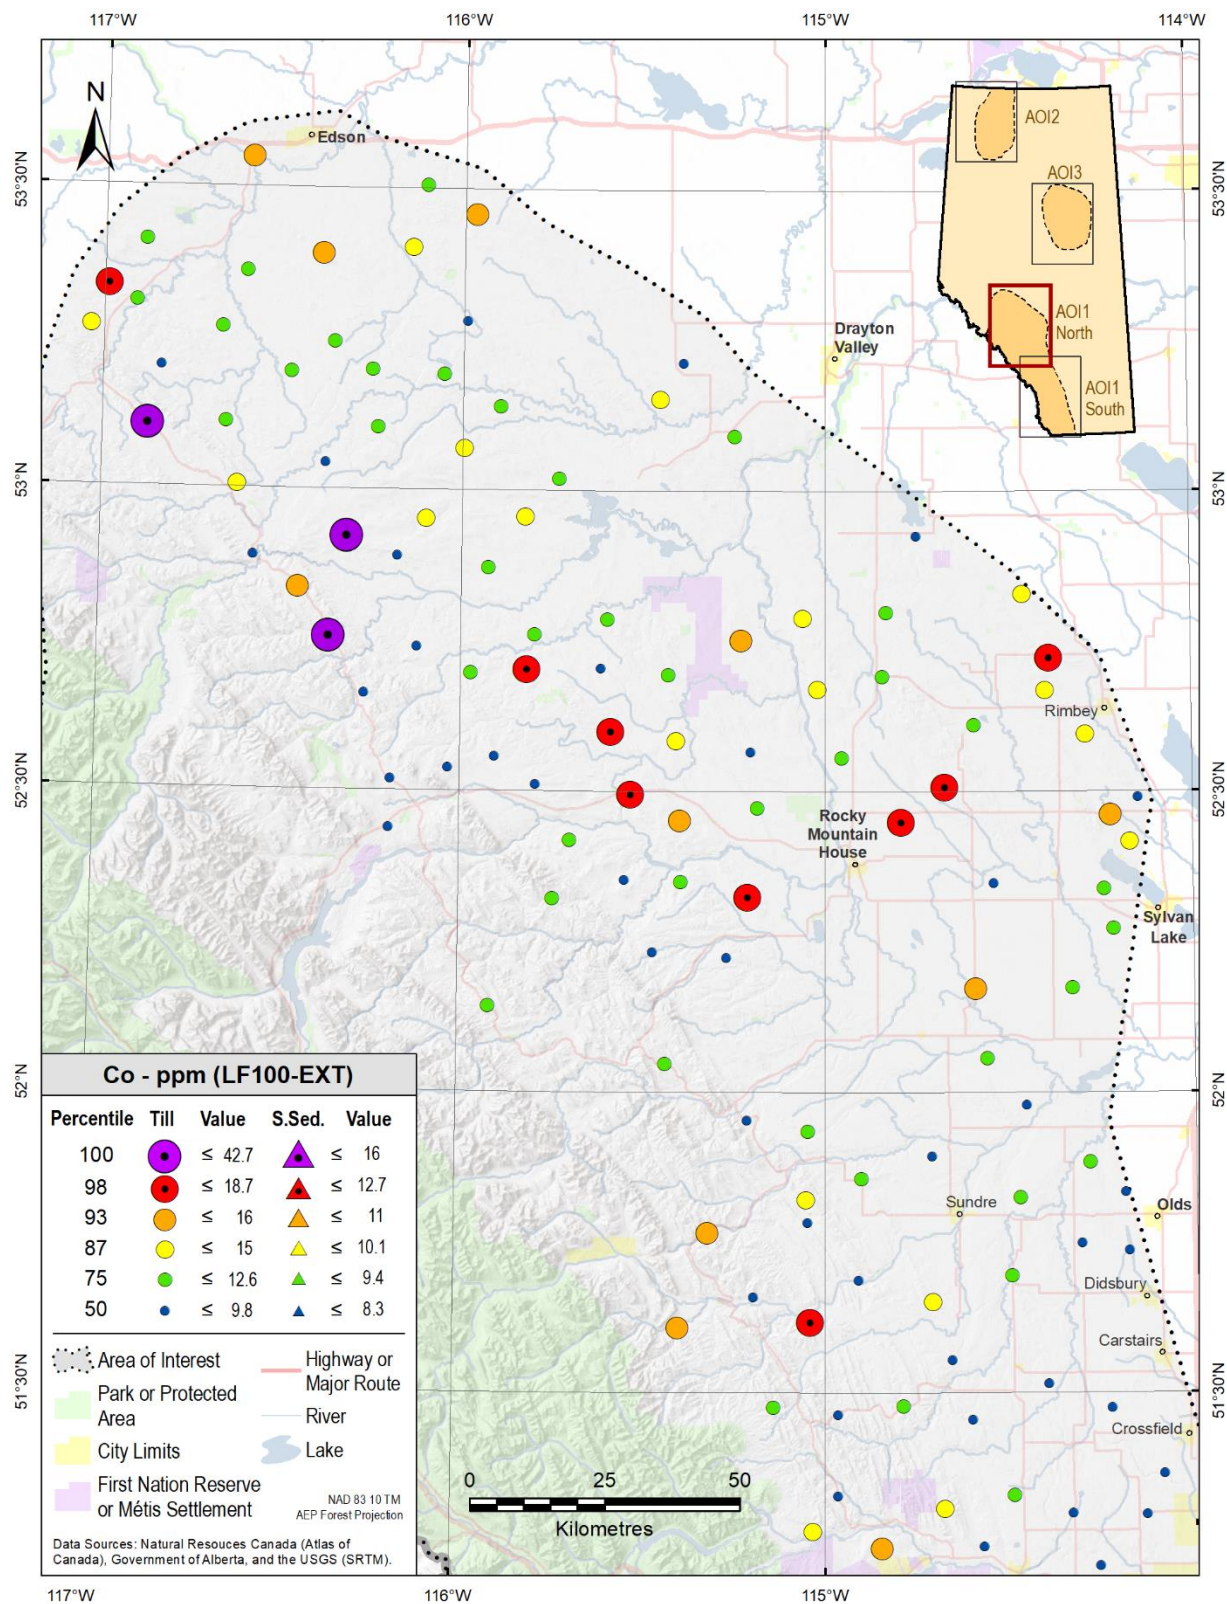 117°W 116°W 115°W 114°W
N
Edson
AOI2
AOI3
AOI1
North
AOI1
South
53°30'N 53°30'N
Drayton
Valley
53°N 53°N
Rimbey
52°30'N 52°30'N
Rocky
Mountain
House
Sylvan
Lake
52°N 52°N
Sundre
Olds
Didsbury
Carstairs
51°30'N
Crossfield
Co - ppm (LF100-EXT)
Percentile Till Value S.Sed. Value
100 ≤ 42.7 ≤ 16
98 ≤ 18.7 ≤ 12.7
93 ≤ 16 ≤ 11
87 ≤ 15 ≤ 10.1
75 ≤ 12.6 ≤ 9.4
50 ≤ 9.8 ≤ 8.3
Area of Interest
Highway or
Major Route
Park or Protected
Area
River
City Limits
Lake
First Nation Reserve
or Métis Settlement
NAD 83 10 TM
AEP Forest Projection
Data Sources: Natural Resouces Canada (Atlas of
Canada), Government of Alberta, and the USGS (SRTM).
0 25 50
Kilometres
117°W 116°W 115°W